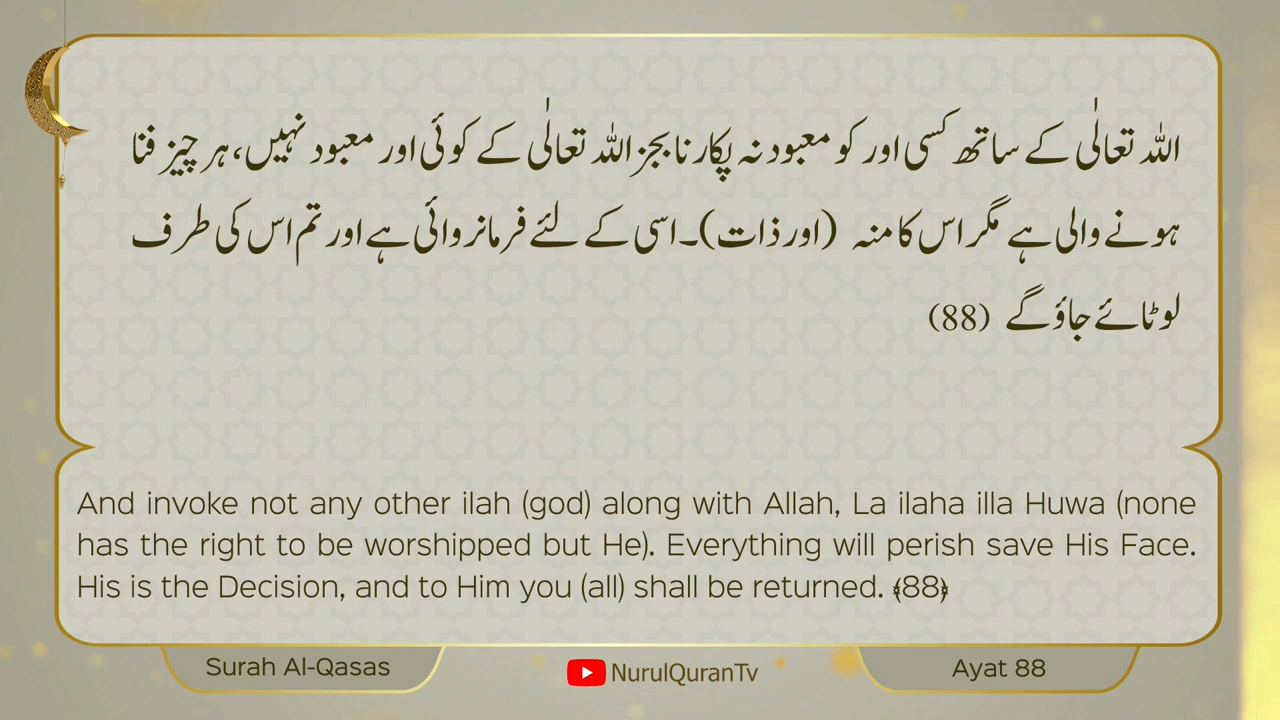 اللہ تعالٰی کے ساتھ کسی اور کو معبود نہ پکارنا بجز اللہ تعالٰی کے کوئی اور معبود نہیں، ہر چیز فنا
ہونے والی ہے مگر اس کا منہ (اور ذات)۔ اسی کے لئے فرمانروائی ہے اور تم اس کی طرف
لوٹائے جاؤ گے (88)
And invoke not any other ilah (god) along with Allah, La ilaha illa Huwa (none
has the right to be worshipped but He). Everything will perish save His Face.
His is the Decision, and to Him you (all) shall be returned. ﴾88﴿
Surah Al-Qasas
NurulQuranTv
Ayat 88